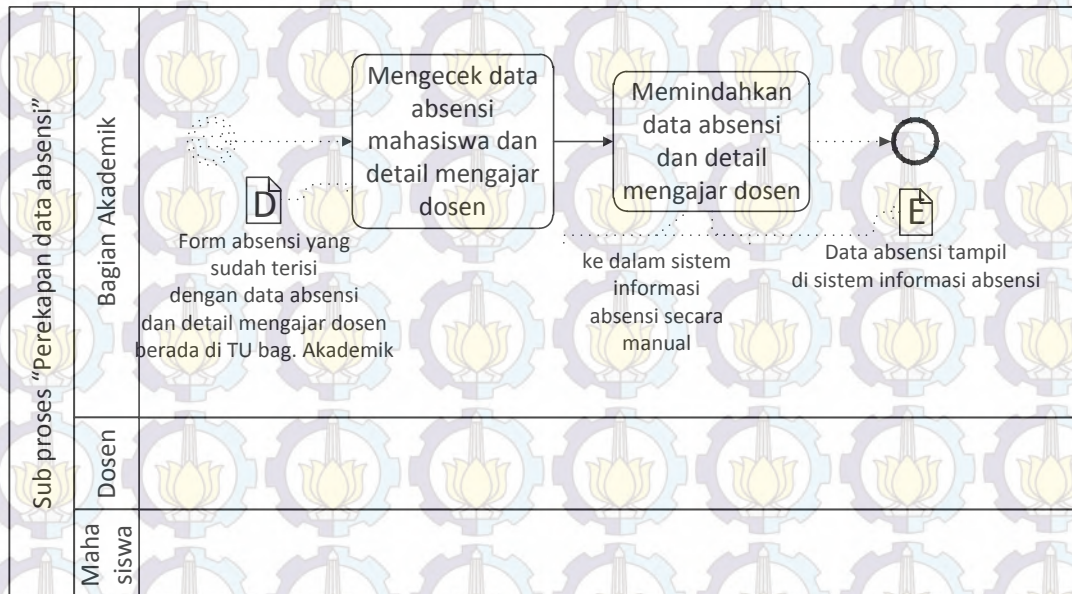 Sub proses “Perekapan data absensi”
Bagian Akademik
Mengecek data
absensi
mahasiswa dan
detail mengajar
dosen
Memindahkan
data absensi
dan detail
mengajar dosen
D
Form absensi yang
sudah terisi
dengan data absensi
dan detail mengajar dosen
berada di TU bag. Akademik
ke dalam sistem
informasi
absensi secara
manual
E
Data absensi tampil
di sistem informasi absensi
Dosen
Maha
siswa